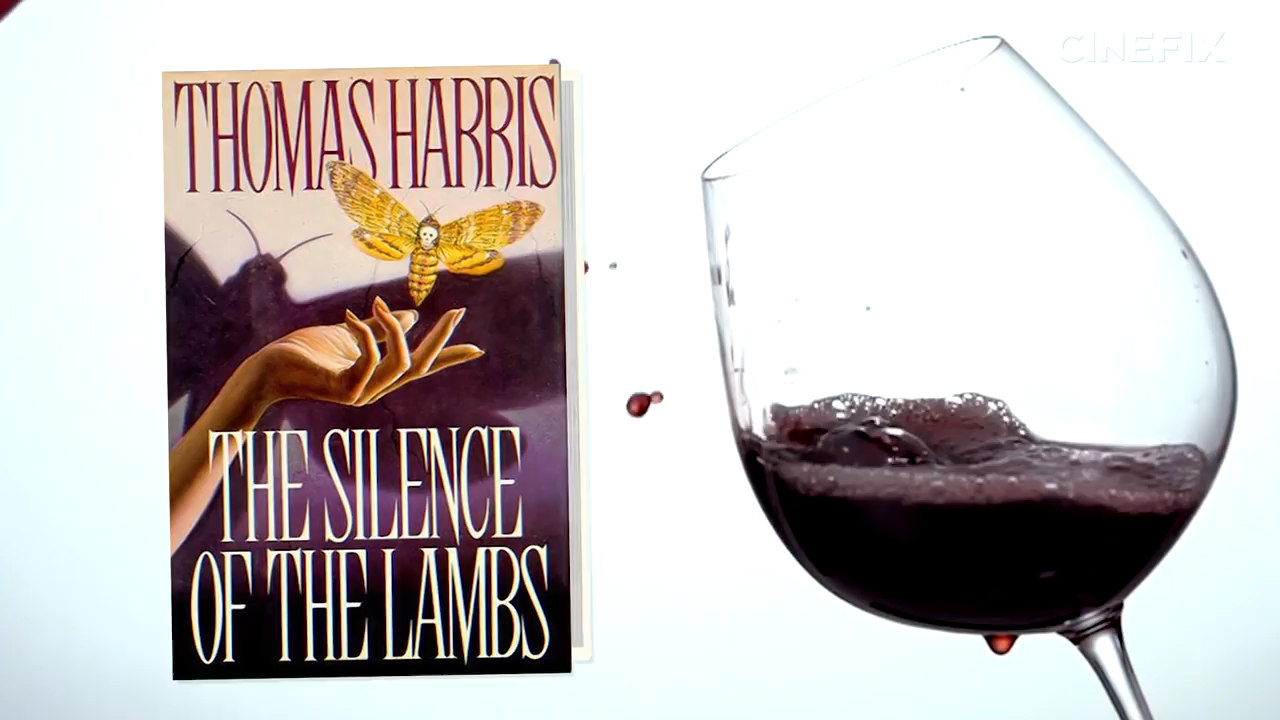 CINEFIX
THOMAS HARRIS
THE SILENCE
OF THE LAMBS